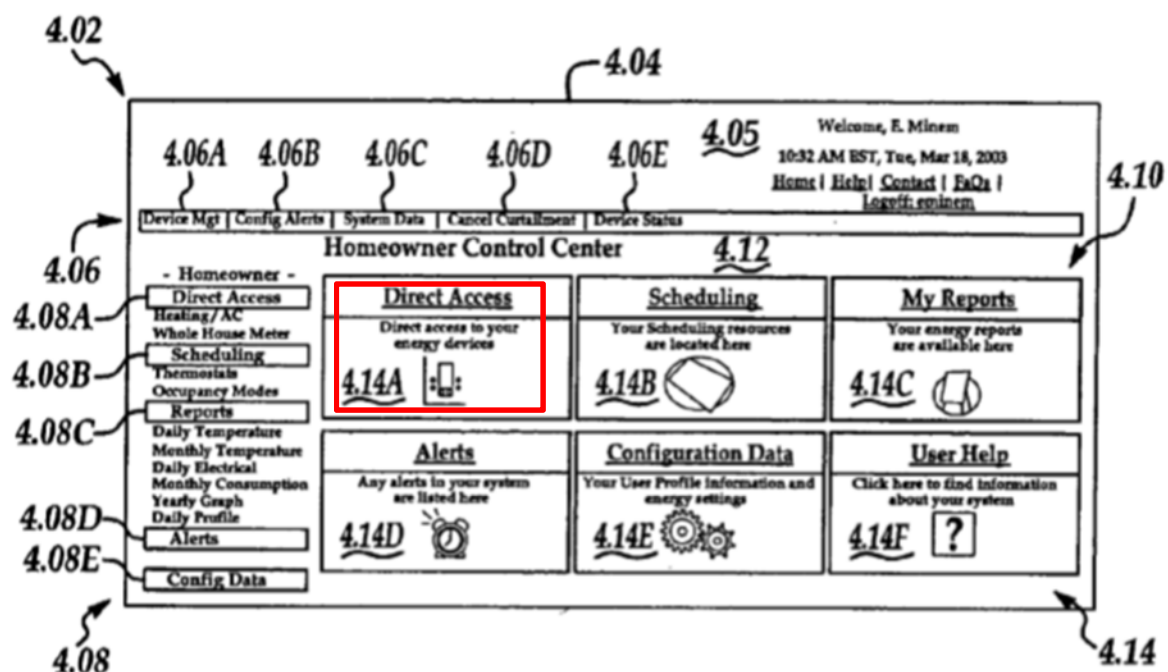 4.02
4.04
4.05
Welcome, E. Minem
4.06A 4.06B 4.06C 4.06D 4.06E
10:32 AM EST, Tue, Mar 18, 2003
4.10
Home | Help | Contact | FaQs |
Logoff: eminem
Device Mgt | Config Alerts | System Data | Cancel Curtailment | Device Status
4.06
Homeowner Control Center
4.12
- Homeowner -
4.08A
Direct Access
Heating/AC
Whole House Meter
4.08B
Scheduling
Thermostats
Occupancy Modes
4.08C
Reports
Daily Temperature
Monthly Temperature
Daily Electrical
Monthly Consumption
Yearly Graph
Daily Profile
4.08D
Alerts
4.08E
Config Data
4.08
Direct Access
Direct access to your
energy devices
4.14A
Scheduling
Your Scheduling resources
are located here
4.14B
My Reports
Your energy reports
are available here
4.14C
Alerts
Any alerts in your system
are listed here
4.14D
Configuration Data
Your User Profile information and
energy settings
4.14E
User Help
Click here to find information
about your system
4.14F
?
4.14